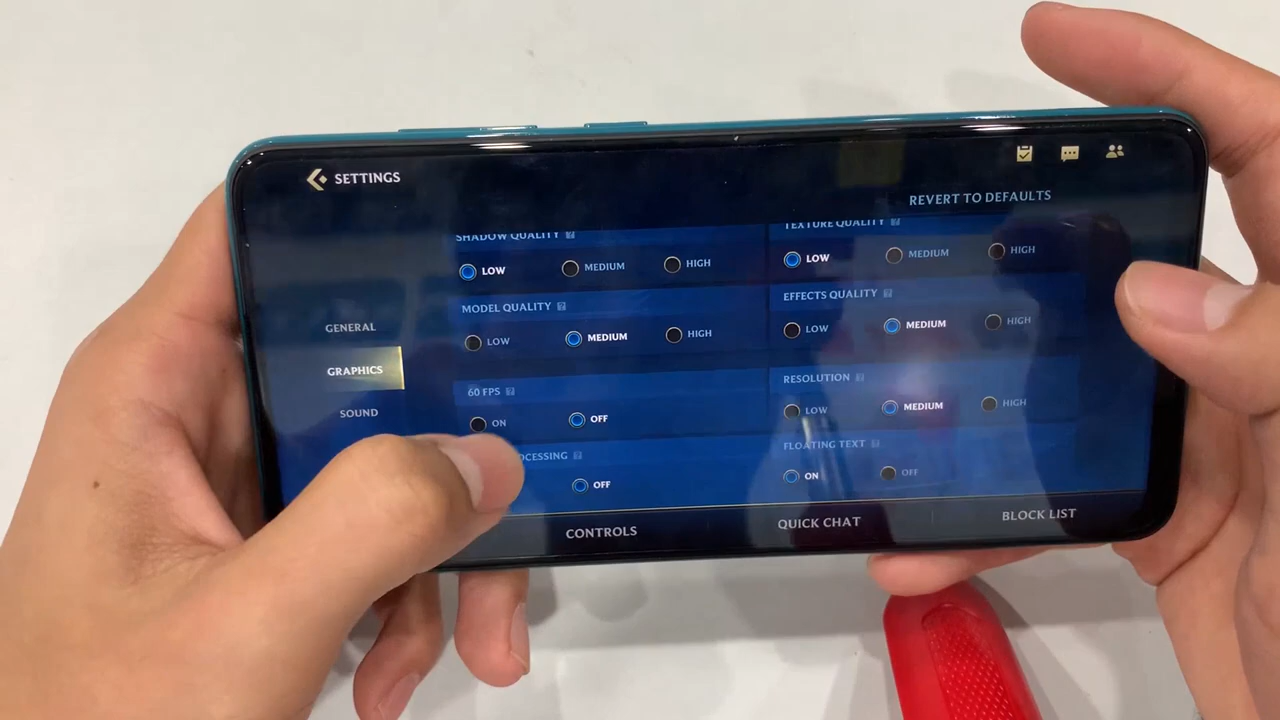 SETTINGS
REVERT TO DEFAULTS
SHADOW QUALITY
TEXTURE QUALITY
LOW MEDIUM HIGH
LOW MEDIUM HIGH
MODEL QUALITY
EFFECTS QUALITY
LOW MEDIUM HIGH
LOW MEDIUM HIGH
GENERAL
GRAPHICS
SOUND
60 FPS
RESOLUTION
ON OFF
LOW MEDIUM HIGH
OCESSING
FLOATING TEXT
OFF
ON OFF
CONTROLS
QUICK CHAT
BLOCK LIST